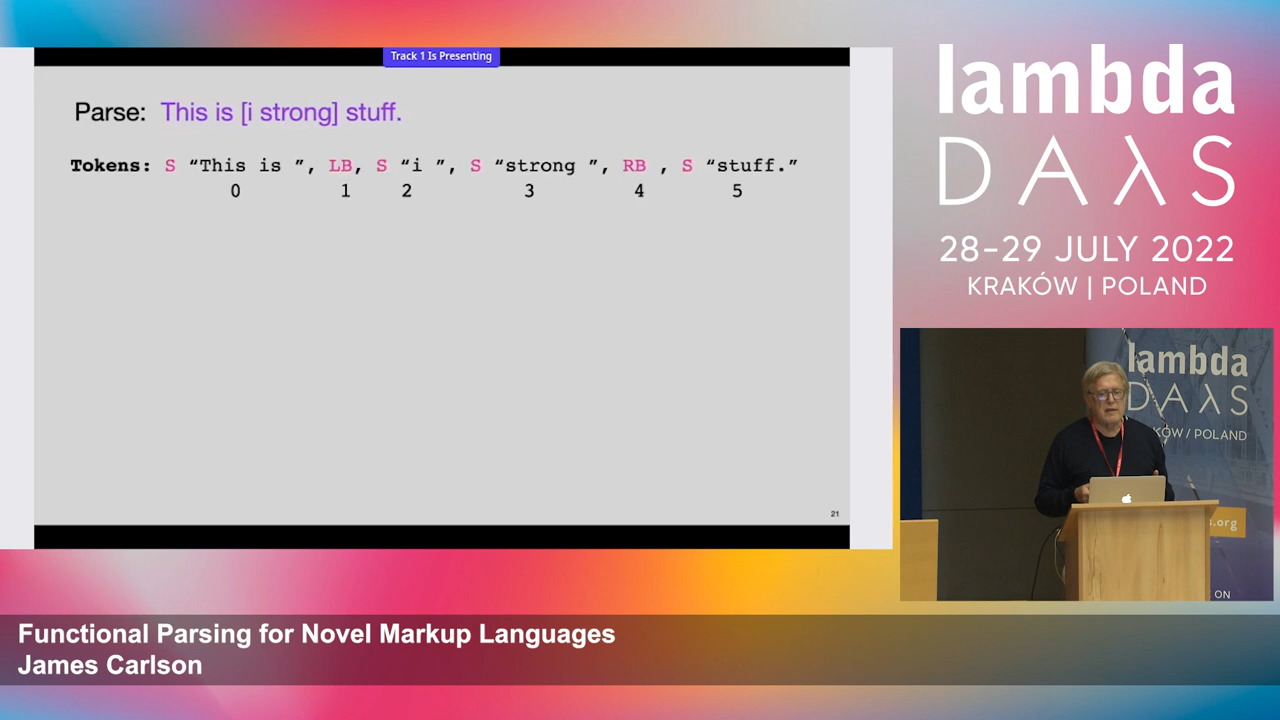 Track 1 Is Presenting
Parse: This is [i strong] stuff.
Tokens: S “This is ”, LB, S “i ”, S “strong ”, RB , S “stuff.”
0 1 2 3 4 5
21
lambda
DAλS
28–29 JULY 2022
KRAKÓW | POLAND
lambda
DAλS
KÓW / POLAND
s.org
ON
Functional Parsing for Novel Markup Languages
James Carlson